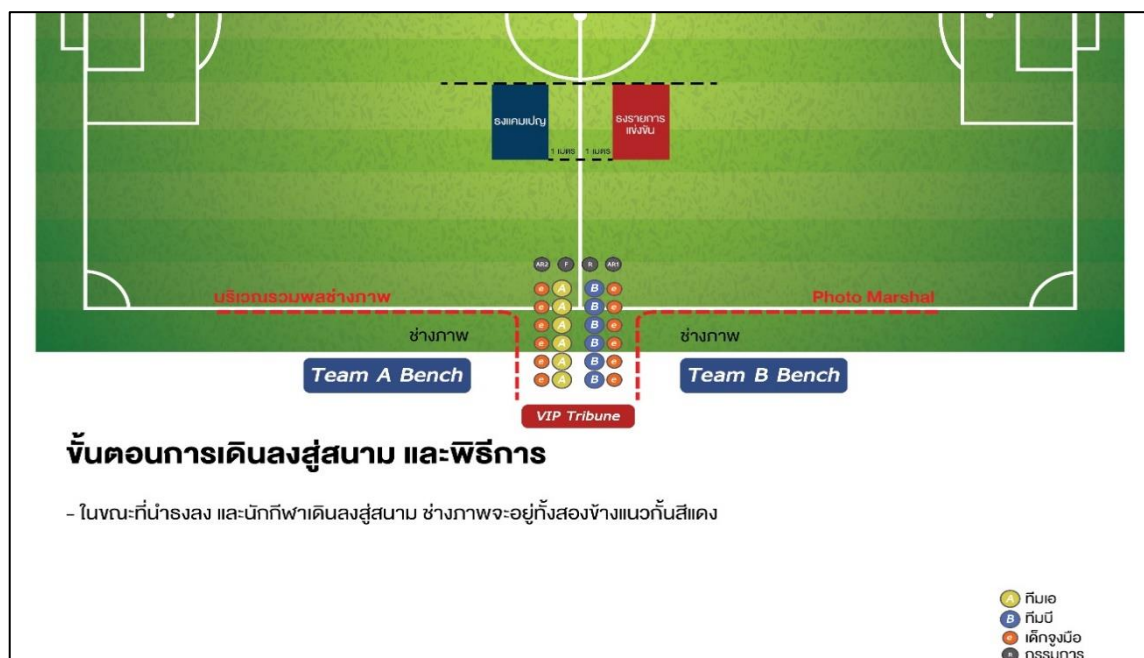 ธงแคมเปญ
ธงรายการ
แข่งขัน
1 เมตร 1 เมตร
AR2 F R AR1
e A B e
e A B e
e A B e
e A B e
e A B e
e A B e
บริเวณรวมพลช่างภาพ
Photo Marshal
ช่างภาพ
ช่างภาพ
Team A Bench
Team B Bench
VIP Tribune
ขั้นตอนการเดินลงสู่สนาม และพิธีการ
- ในขณะที่นำธงลง และนักกีฬาเดินลงสู่สนาม ช่างภาพจะอยู่ทั้งสองข้างแนวกั้นสีแดง
A ทีมเอ
B ทีมบี
e เด็กจูงมือ
R กรรมการ